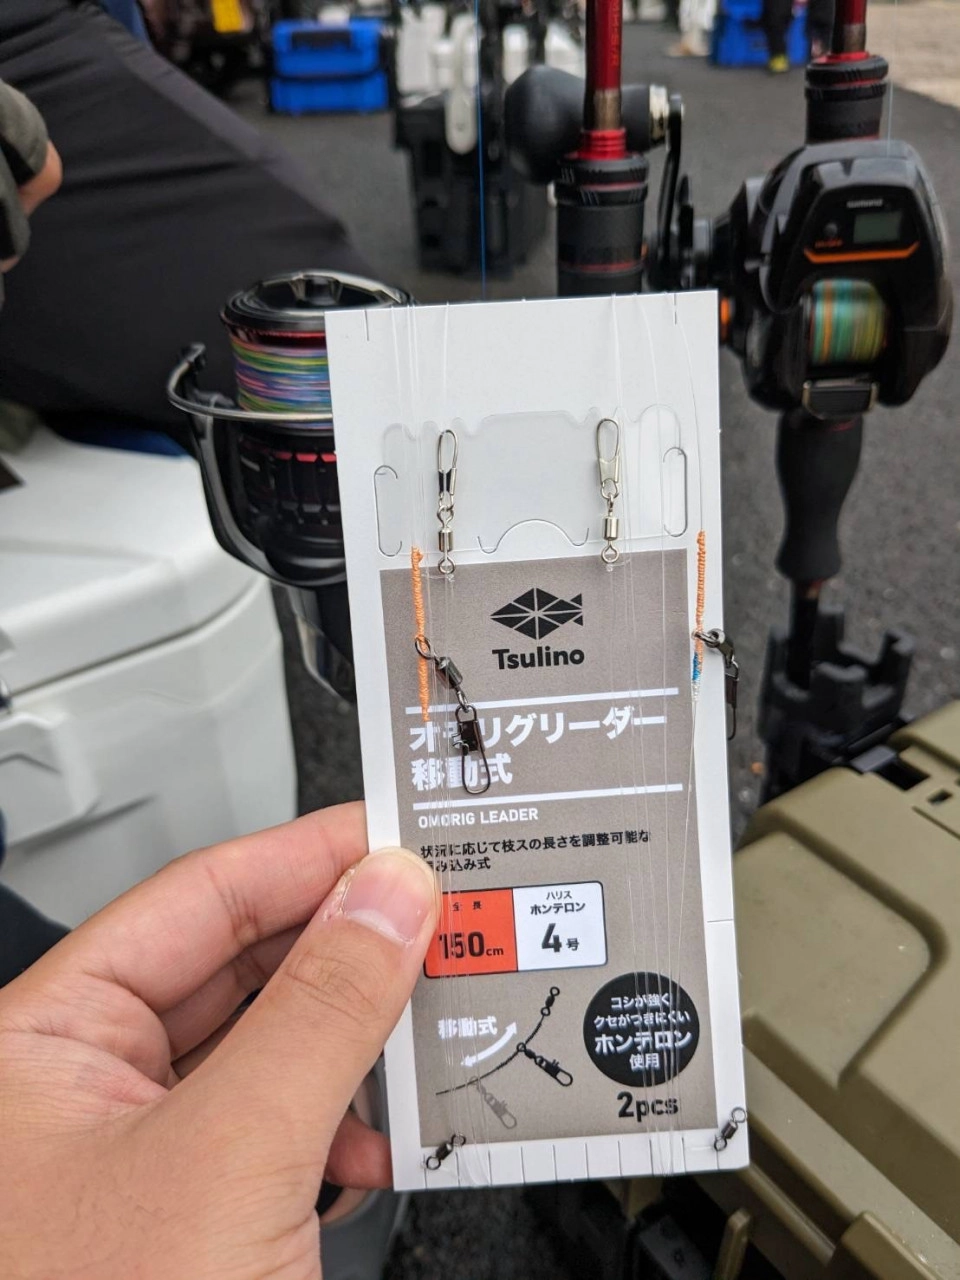 Tsulino
リグリーダー
移動式
OMORIG LEADER
状況に応じて枝スの長さを調整可能な
み込み式
全長
150cm
ハリス
ホンテロン
4号
移動式
コシが強く
クセがつきにくい
ホンテロン
使用
2pcs